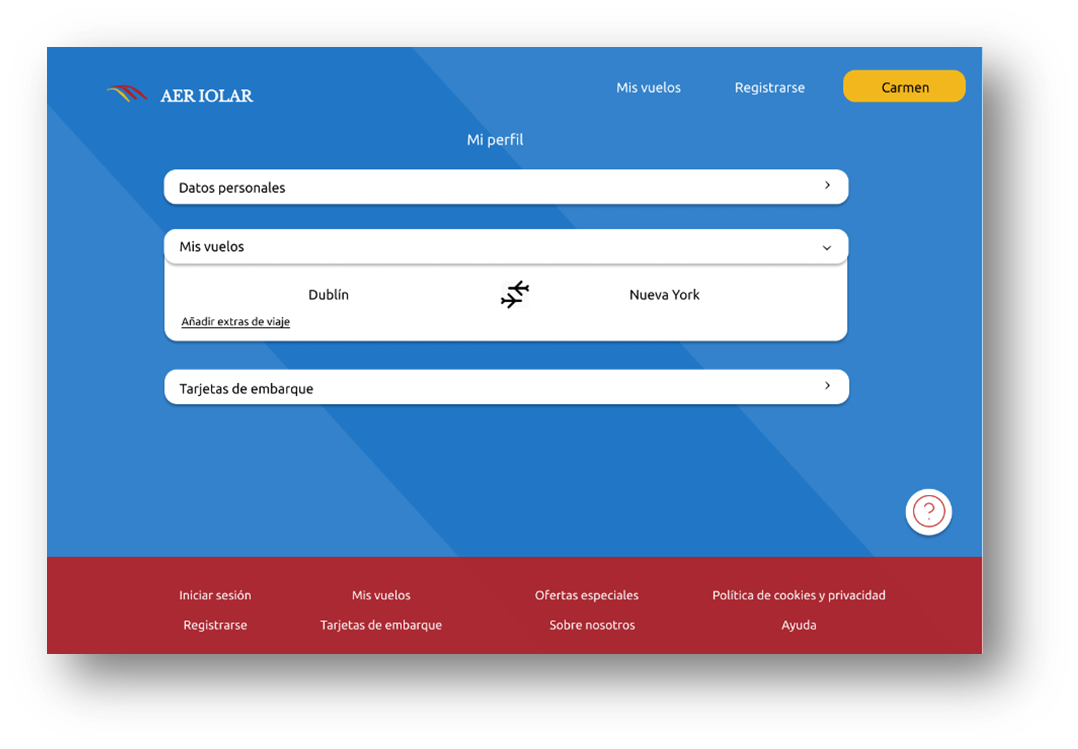 AER IOLAR
Mis vuelos
Registrarse
Carmen
Mi perfil
Datos personales
Mis vuelos
Dublín
Nueva York
Añadir extras de viaje
Tarjetas de embarque
?
Iniciar sesión
Mis vuelos
Ofertas especiales
Política de cookies y privacidad
Registrarse
Tarjetas de embarque
Sobre nosotros
Ayuda